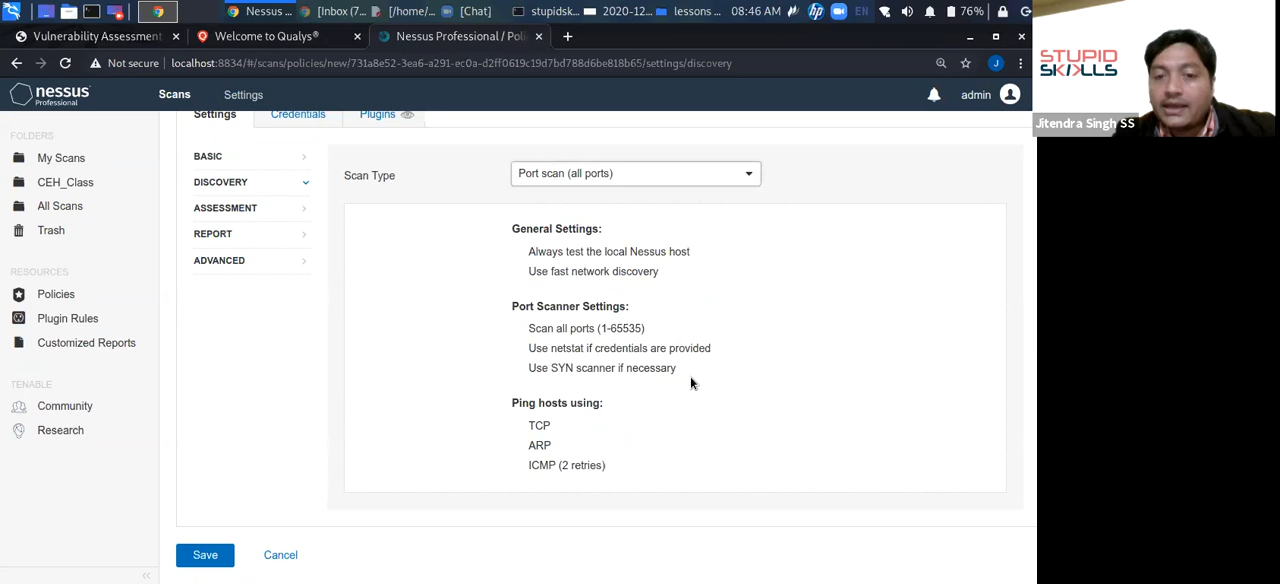 Nessus ...
[Inbox (7...
[/home/...
[Chat]
stupidsk...
2020-12...
lessons ...
08:46 AM
EN
76%
Vulnerability Assessment
Welcome to Qualys®
Nessus Professional / Poli
Not secure
localhost:8834/#/scans/policies/new/731a8e52-3ea6-a291-ec0a-d2ff0619c19d7bd788d6be818b65/settings/discovery
J
nessus
Professional
Scans
Settings
admin
FOLDERS
My Scans
CEH_Class
All Scans
Trash
RESOURCES
Policies
Plugin Rules
Customized Reports
TENABLE
Community
Research
Settings
Credentials
Plugins
BASIC
DISCOVERY
ASSESSMENT
REPORT
ADVANCED
Scan Type
Port scan (all ports)
General Settings:
Always test the local Nessus host
Use fast network discovery
Port Scanner Settings:
Scan all ports (1-65535)
Use netstat if credentials are provided
Use SYN scanner if necessary
Ping hosts using:
TCP
ARP
ICMP (2 retries)
Save
Cancel
STUPID
SKILLS
Jitendra Singh SS